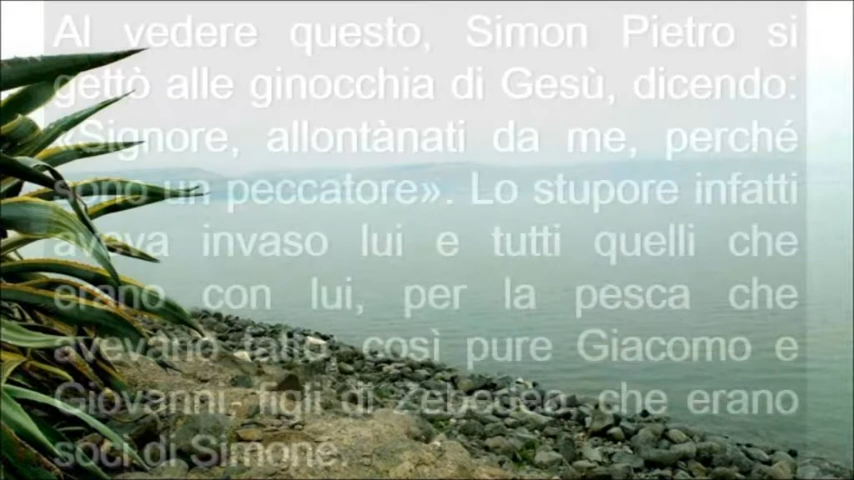 Al vedere questo, Simon Pietro si
gettò alle ginocchia di Gesù, dicendo:
«Signore, allontànati da me, perché
sono un peccatore». Lo stupore infatti
aveva invaso lui e tutti quelli che
erano con lui, per la pesca che
avevano fatto, così pure Giacomo e
Giovanni, figli di Zebedeo, che erano
soci di Simone.